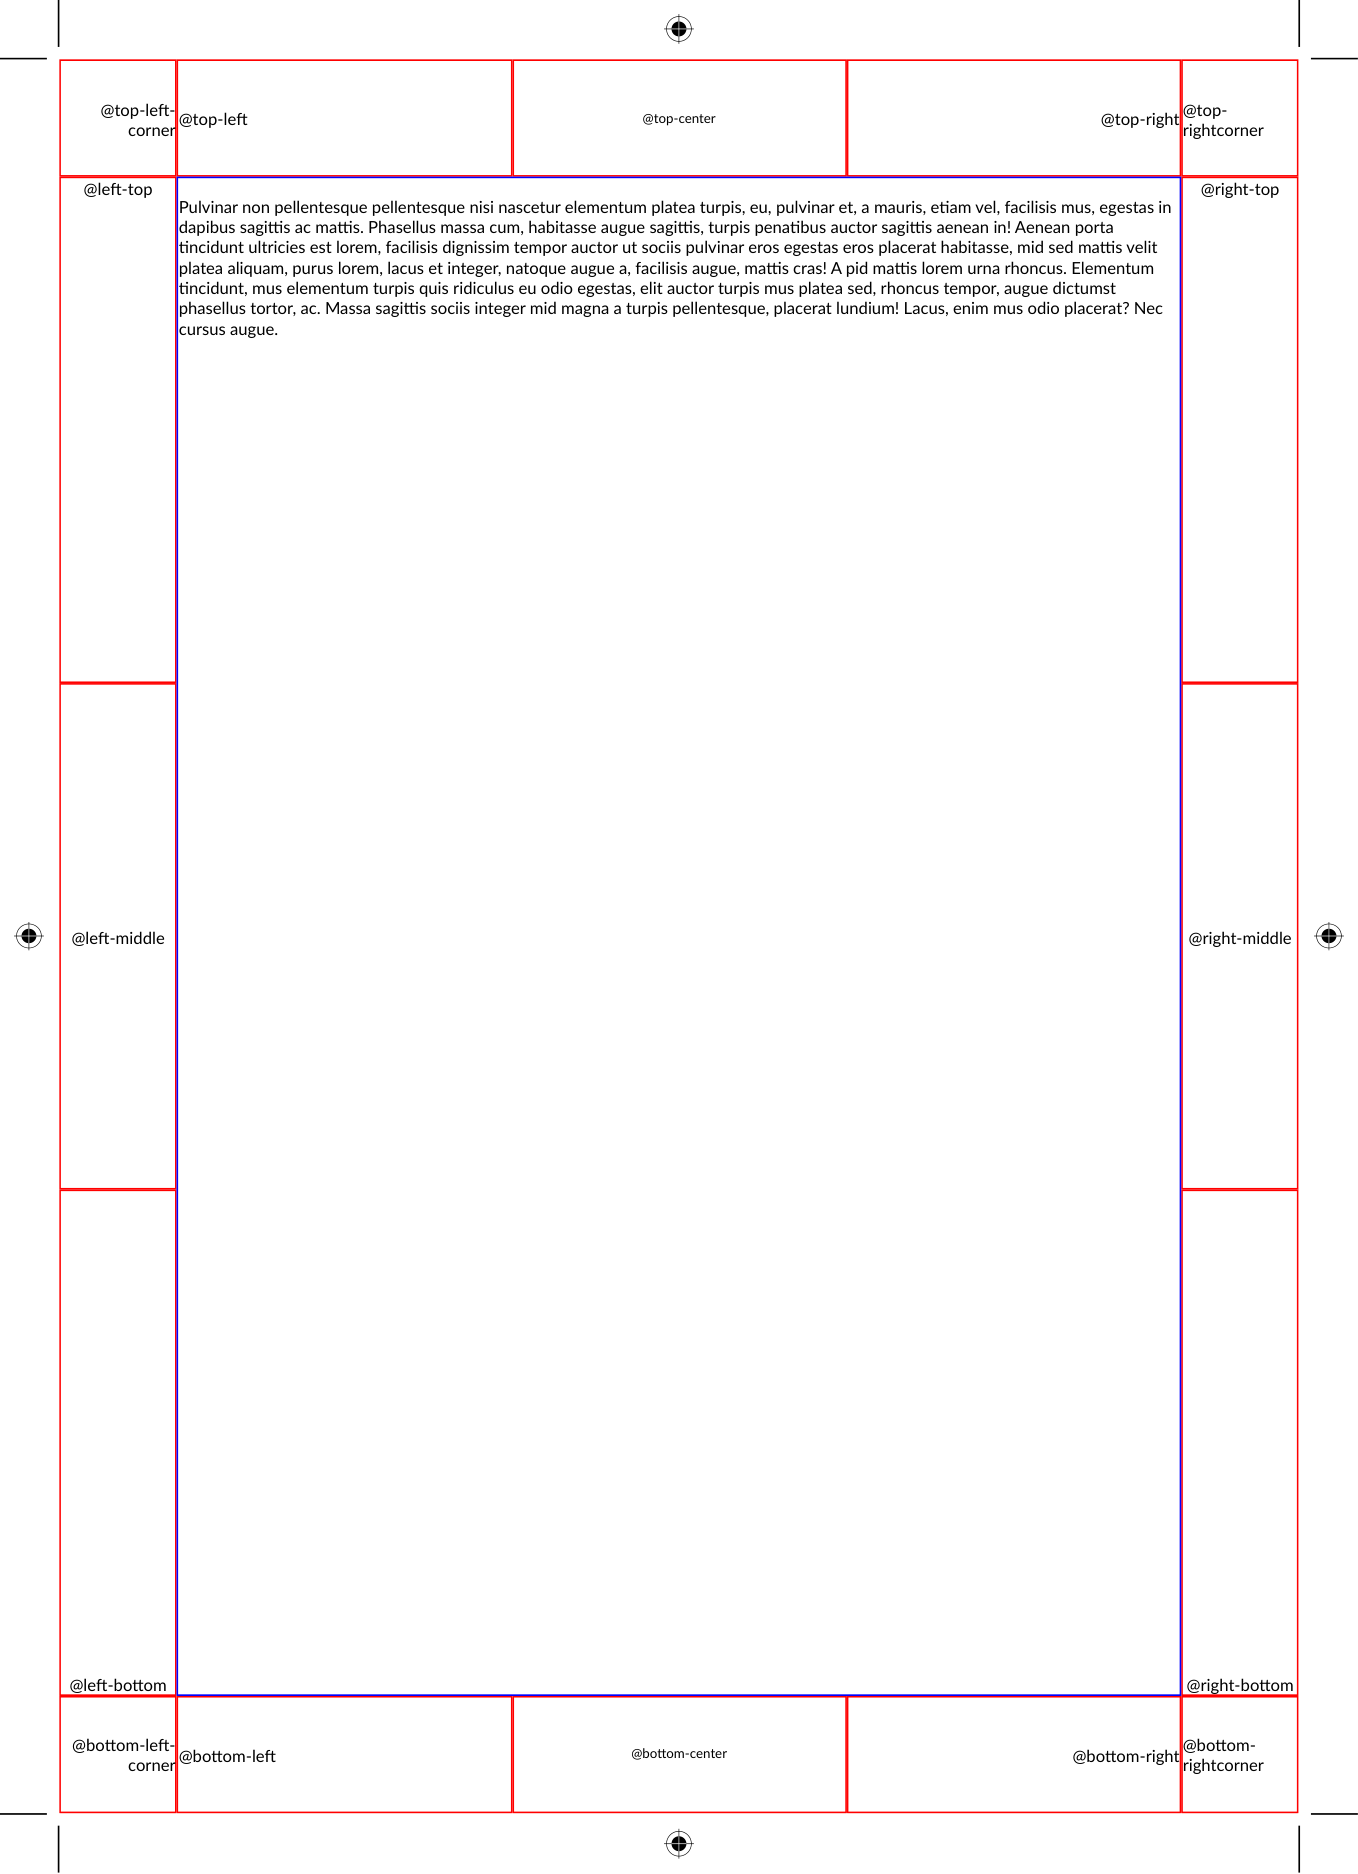 @top-left-
corner
@top-left
@top-center
@top-right
@top-
rightcorner
@left-top
@right-top
Pulvinar non pellentesque pellentesque nisi nascetur elementum platea turpis, eu, pulvinar et, a mauris, etiam vel, facilisis mus, egestas in
dapibus sagittis ac mattis. Phasellus massa cum, habitasse augue sagittis, turpis penatibus auctor sagittis aenean in! Aenean porta
tincidunt ultricies est lorem, facilisis dignissim tempor auctor ut sociis pulvinar eros egestas eros placerat habitasse, mid sed mattis velit
platea aliquam, purus lorem, lacus et integer, natoque augue a, facilisis augue, mattis cras! A pid mattis lorem urna rhoncus. Elementum
tincidunt, mus elementum turpis quis ridiculus eu odio egestas, elit auctor turpis mus platea sed, rhoncus tempor, augue dictumst
phasellus tortor, ac. Massa sagittis sociis integer mid magna a turpis pellentesque, placerat lundium! Lacus, enim mus odio placerat? Nec
cursus augue.
@left-middle
@right-middle
@left-bottom
@right-bottom
@bottom-left-
corner
@bottom-left
@bottom-center
@bottom-right
@bottom-
rightcorner